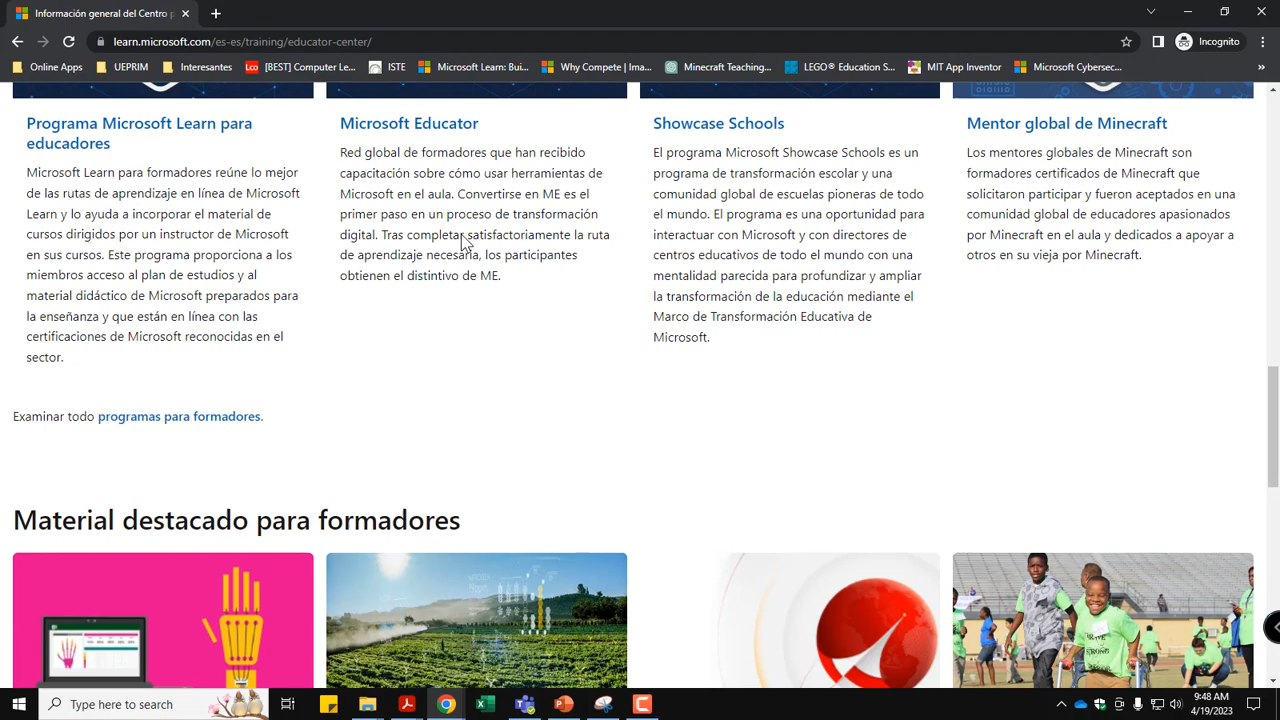 Información general del Centro p
learn.microsoft.com/es-es/training/educator-center/
Incognito
Online Apps
UEPRIM
Interesantes
Lco
[BEST] Computer Le...
ISTE
Microsoft Learn: Bui...
Why Compete | Ima...
Minecraft Teaching...
LEGO® Education S...
MIT App Inventor
Microsoft Cybersec...
»
Programa Microsoft Learn para
educadores
Microsoft Learn para formadores reúne lo mejor
de las rutas de aprendizaje en línea de Microsoft
Learn y lo ayuda a incorporar el material de
cursos dirigidos por un instructor de Microsoft
en sus cursos. Este programa proporciona a los
miembros acceso al plan de estudios y al
material didáctico de Microsoft preparados para
la enseñanza y que están en línea con las
certificaciones de Microsoft reconocidas en el
sector.
Microsoft Educator
Red global de formadores que han recibido
capacitación sobre cómo usar herramientas de
Microsoft en el aula. Convertirse en ME es el
primer paso en un proceso de transformación
digital. Tras completar satisfactoriamente la ruta
de aprendizaje necesaria, los participantes
obtienen el distintivo de ME.
Showcase Schools
El programa Microsoft Showcase Schools es un
programa de transformación escolar y una
comunidad global de escuelas pioneras de todo
el mundo. El programa es una oportunidad para
interactuar con Microsoft y con directores de
centros educativos de todo el mundo con una
mentalidad parecida para profundizar y ampliar
la transformación de la educación mediante el
Marco de Transformación Educativa de
Microsoft.
Mentor global de Minecraft
Los mentores globales de Minecraft son
formadores certificados de Minecraft que
solicitaron participar y fueron aceptados en una
comunidad global de educadores apasionados
por Minecraft en el aula y dedicados a apoyar a
otros en su vieja por Minecraft.
Examinar todo programas para formadores.
Material destacado para formadores
Type here to search
9:48 AM
4/19/2023